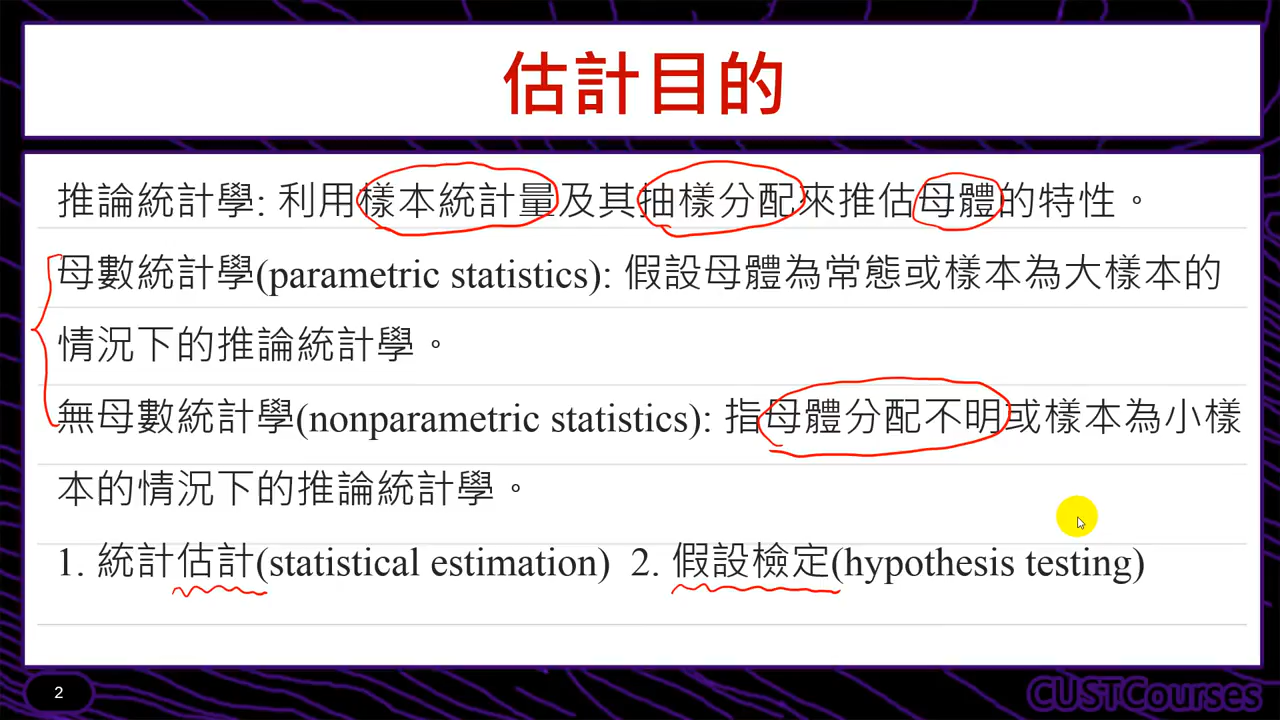 估計目的
推論統計學: 利用樣本統計量及其抽樣分配來推估母體的特性。
母數統計學(parametric statistics): 假設母體為常態或樣本為大樣本的
情況下的推論統計學。
無母數統計學(nonparametric statistics): 指母體分配不明或樣本為小樣
本的情況下的推論統計學。
1. 統計估計(statistical estimation)  2. 假設檢定(hypothesis testing)
2
CUSTCourses